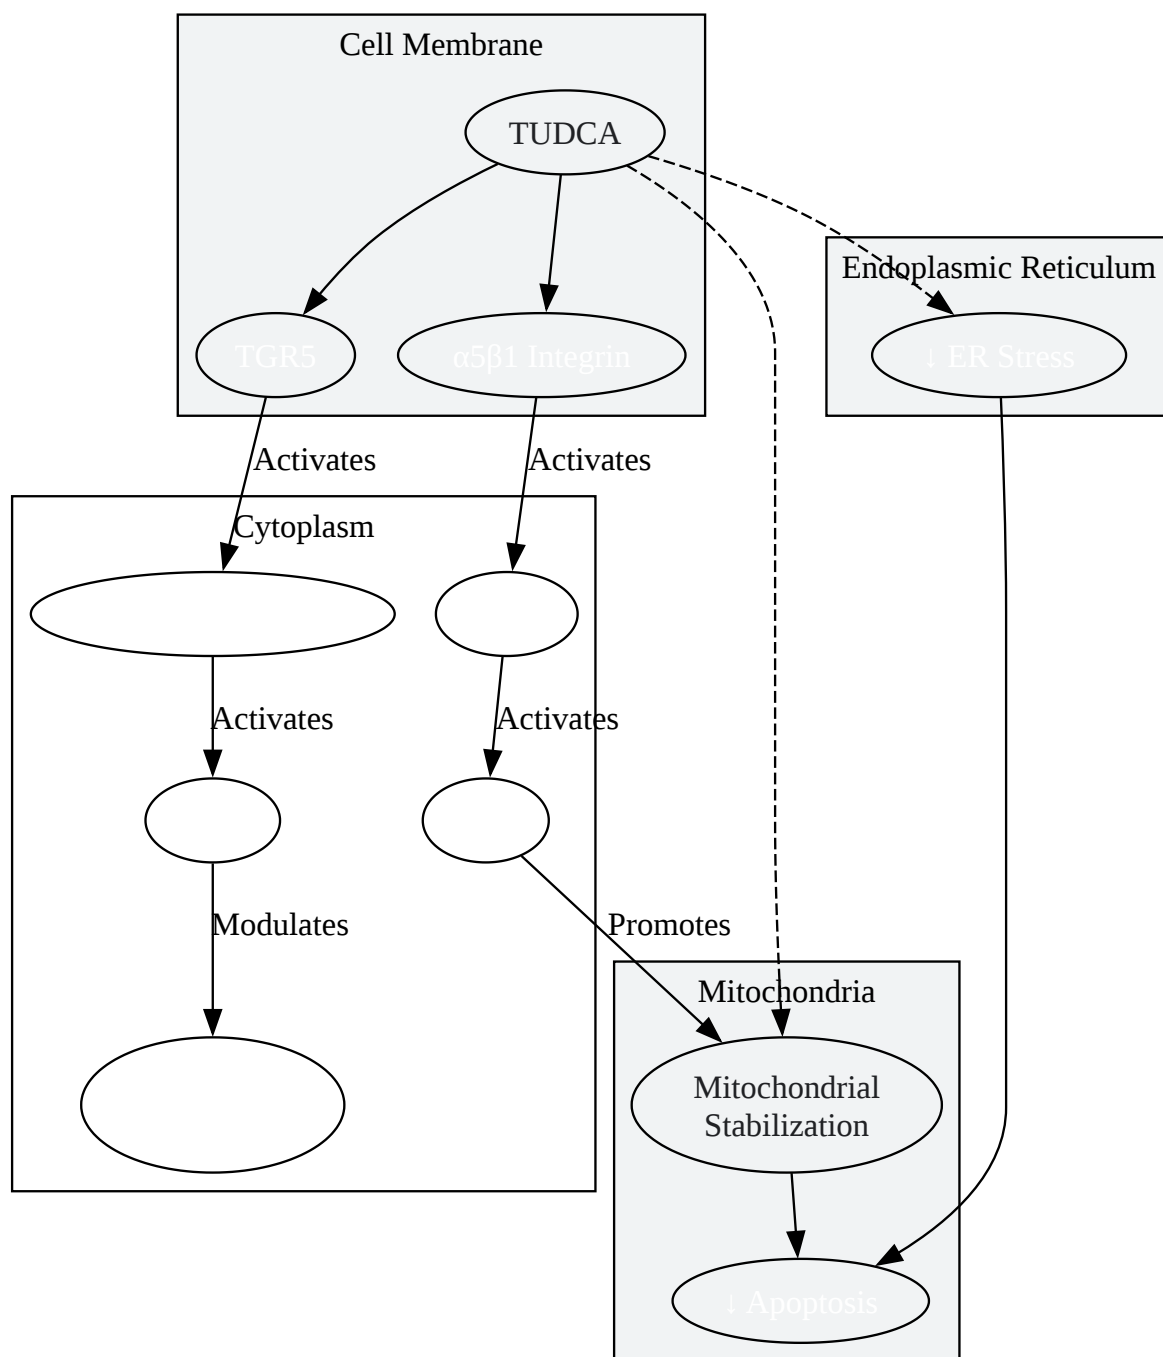 Cell Membrane
TUDCA
Endoplasmic Reticulum
TGR5
α5β1 Integrin
↓ ER Stress
Activates
Activates
Cytoplasm
Activates
Activates
Modulates
Promotes
Mitochondria
Mitochondrial
Stabilization
↓ Apoptosis